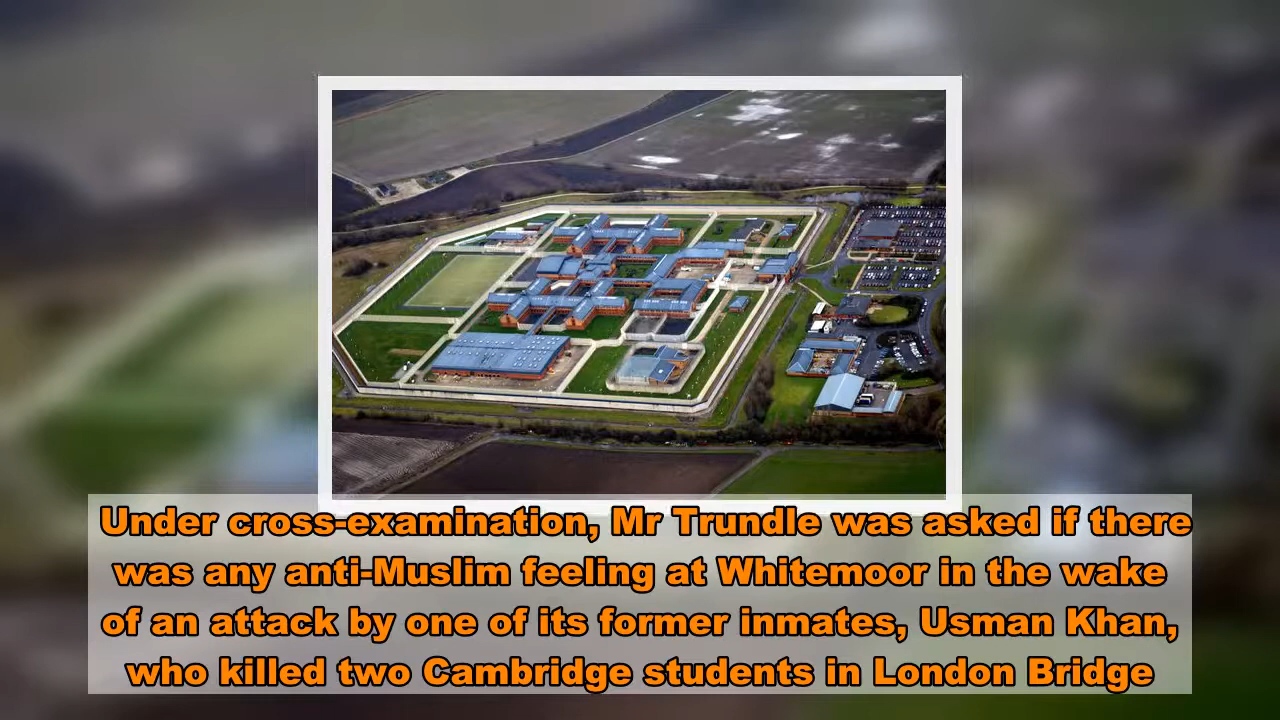 Under cross-examination, Mr Trundle was asked if there
was any anti-Muslim feeling at Whitemoor in the wake
of an attack by one of its former inmates, Usman Khan,
who killed two Cambridge students in London Bridge